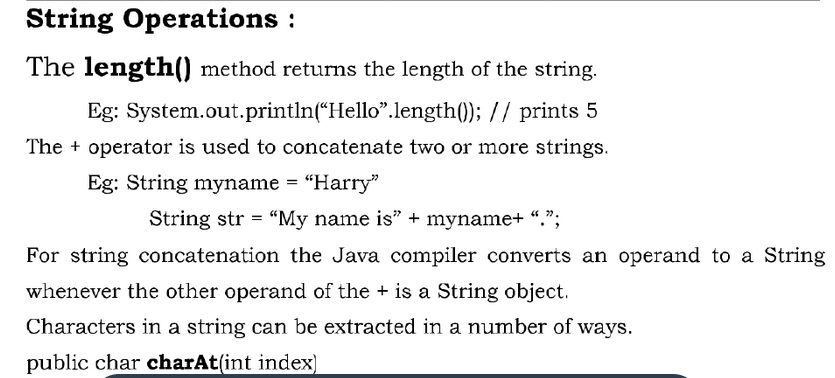 String Operations :
The length() method returns the length of the string.
Eg: System.out.println(“Hello”.length()); // prints 5
The + operator is used to concatenate two or more strings.
Eg: String myname = “Harry”
String str = “My name is” + myname+ “.”;
For string concatenation the Java compiler converts an operand to a String
whenever the other operand of the + is a String object.
Characters in a string can be extracted in a number of ways.
public char charAt(int index)